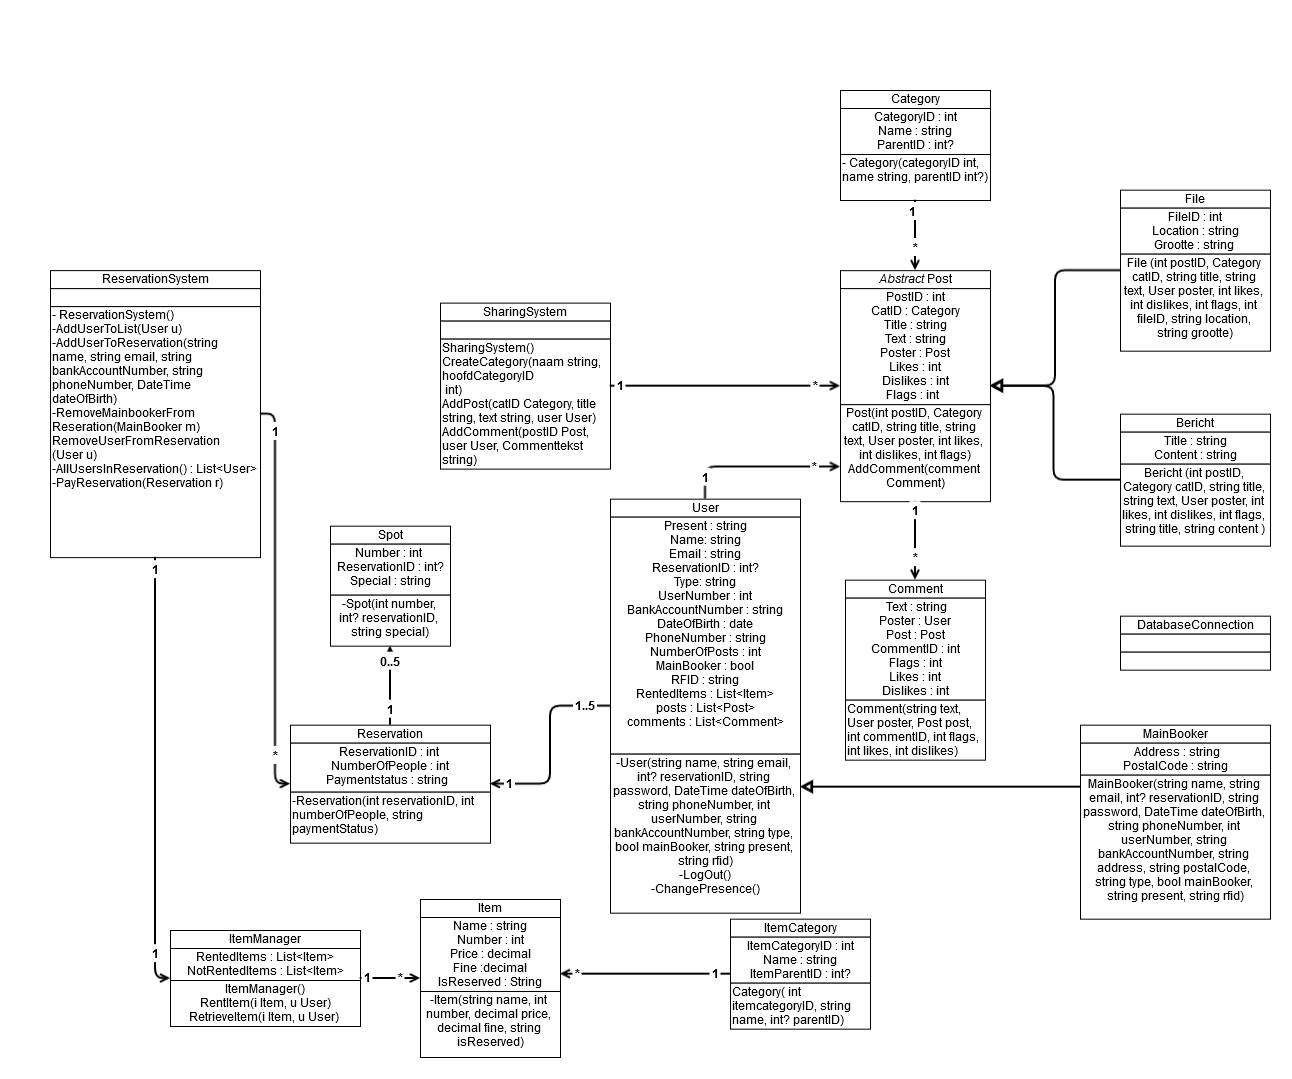 Category
CategoryID : int
Name : string
ParentID : int?
- Category(categoryID int,
name string, parentID int?)
1
*
File
FileID : int
Location : string
Grootte : string
File (int postID, Category
catID, string title, string
text, User poster, int likes,
int dislikes, int flags, int
fileID, string location,
string grootte)
ReservationSystem
- ReservationSystem()
-AddUserToList(User u)
-AddUserToReservation(string
name, string email, string
bankAccountNumber, string
phoneNumber, DateTime
dateOfBirth)
-RemoveMainbookerFrom
Reseration(MainBooker m)
RemoveUserFromReservation
(User u)
-AllUsersInReservation() : List<User>
-PayReservation(Reservation r)
1
*
1
1
SharingSystem
SharingSystem()
CreateCategory(naam string,
hoofdCategoryID
int)
AddPost(catID Category, title
string, text string, user User)
AddComment(postID Post,
user User, Commenttekst
string)
1
*
Abstract Post
PostID : int
CatID : Category
Title : string
Text : string
Poster : Post
Likes : int
Dislikes : int
Flags : int
Post(int postID, Category
catID, string title, string
text, User poster, int likes,
int dislikes, int flags)
AddComment(comment
Comment)
1
*
Bericht
Title : string
Content : string
Bericht (int postID,
Category catID, string title,
string text, User poster, int
likes, int dislikes, int flags,
string title, string content )
1
*
User
Present : string
Name: string
Email : string
ReservationID : int?
Type: string
UserNumber : int
BankAccountNumber : string
DateOfBirth : date
PhoneNumber : string
NumberOfPosts : int
MainBooker : bool
RFID : string
RentedItems : List<Item>
posts : List<Post>
comments : List<Comment>
-User(string name, string email,
int? reservationID, string
password, DateTime dateOfBirth,
string phoneNumber, int
userNumber, string
bankAccountNumber, string type,
bool mainBooker, string present,
string rfid)
-LogOut()
-ChangePresence()
1..5
1
Spot
Number : int
ReservationID : int?
Special : string
-Spot(int number,
int? reservationID,
string special)
0..5
1
Reservation
ReservationID : int
NumberOfPeople : int
Paymentstatus : string
-Reservation(int reservationID, int
numberOfPeople, string
paymentStatus)
Comment
Text : string
Poster : User
Post : Post
CommentID : int
Flags : int
Likes : int
Dislikes : int
Comment(string text,
User poster, Post post,
int commentID, int flags,
int likes, int dislikes)
DatabaseConnection
MainBooker
Address : string
PostalCode : string
MainBooker(string name, string
email, int? reservationID, string
password, DateTime dateOfBirth,
string phoneNumber, int
userNumber, string
bankAccountNumber, string
address, string postalCode,
string type, bool mainBooker,
string present, string rfid)
ItemManager
RentedItems : List<Item>
NotRentedItems : List<Item>
ItemManager()
RentItem(i Item, u User)
RetrieveItem(i Item, u User)
1
*
Item
Name : string
Number : int
Price : decimal
Fine :decimal
IsReserved : String
-Item(string name, int
number, decimal price,
decimal fine, string
isReserved)
*
1
ItemCategory
ItemCategoryID : int
Name : string
ItemParentID : int?
Category( int
itemcategoryID, string
name, int? parentID)